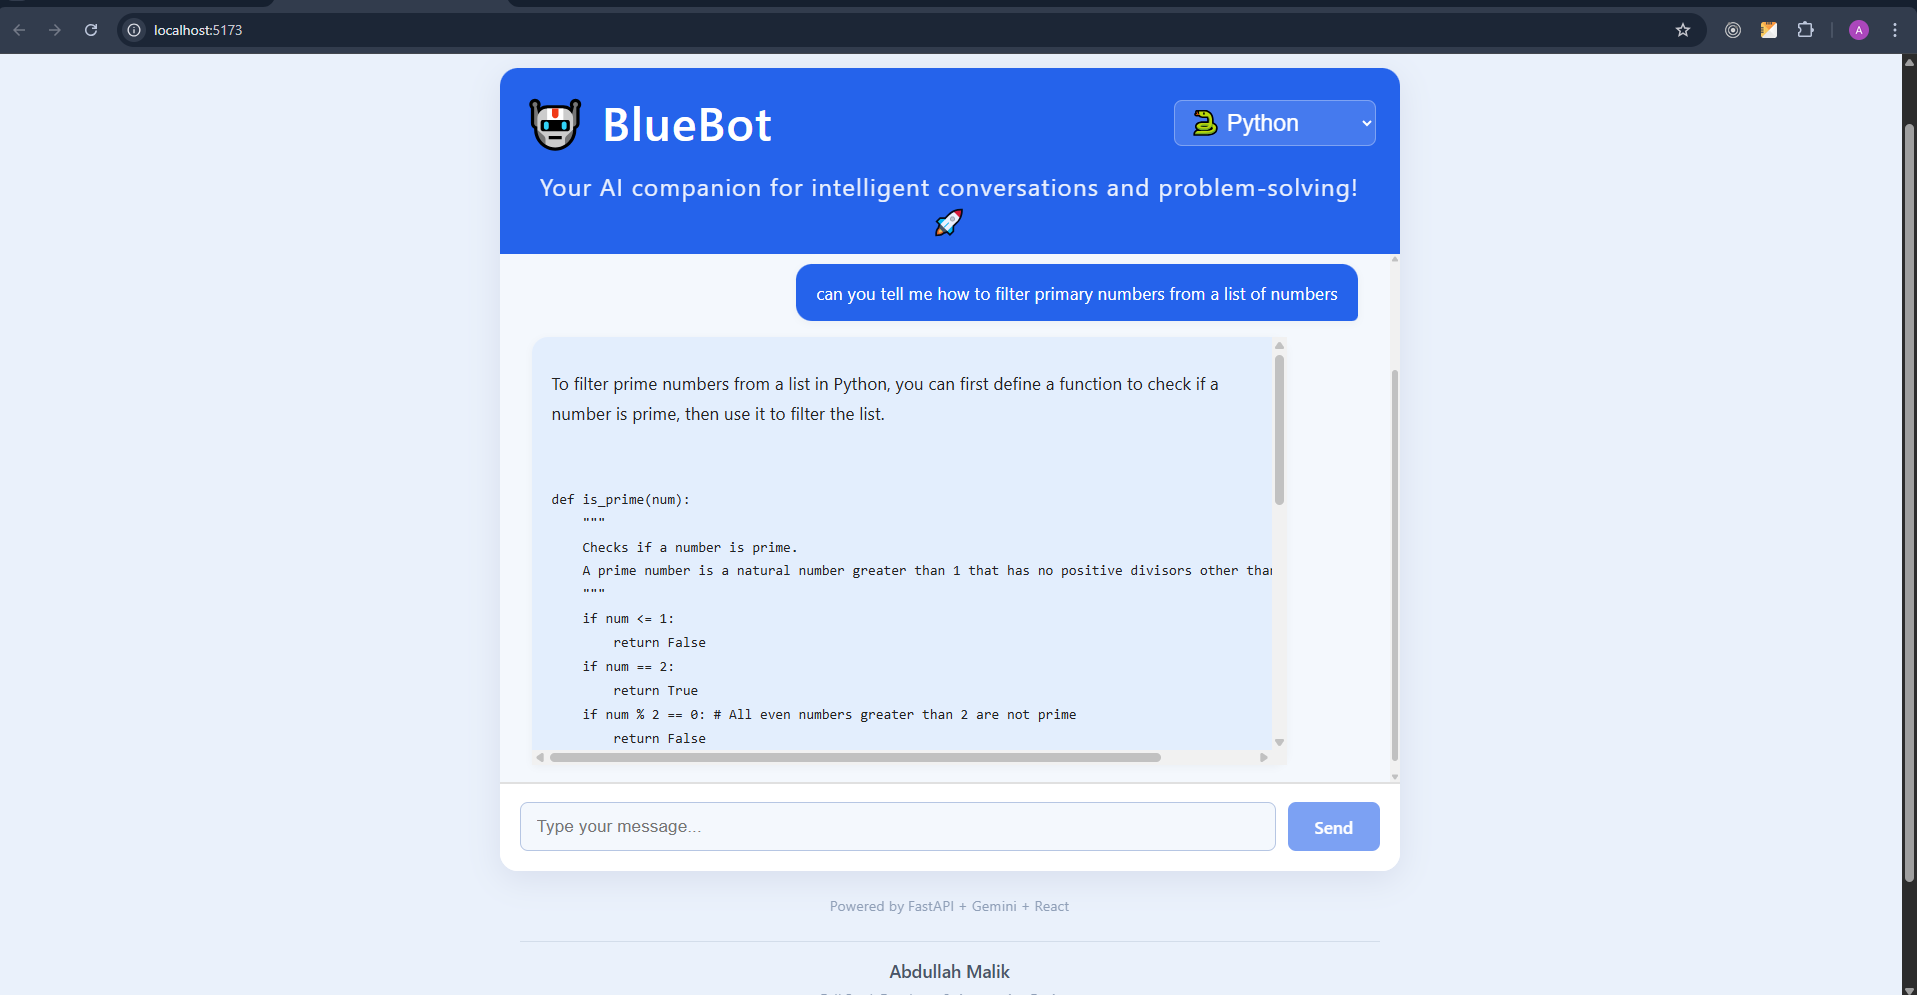 localhost:5173
A
BlueBot
Python
Your AI companion for intelligent conversations and problem-solving!
can you tell me how to filter primary numbers from a list of numbers
To filter prime numbers from a list in Python, you can first define a function to check if a
number is prime, then use it to filter the list.
def is_prime(num):
    """
    Checks if a number is prime.
    A prime number is a natural number greater than 1 that has no positive divisors other
    """
    if num <= 1:
        return False
    if num == 2:
        return True
    if num % 2 == 0: # All even numbers greater than 2 are not prime
        return False
Type your message...
Send
Powered by FastAPI + Gemini + React
Abdullah Malik